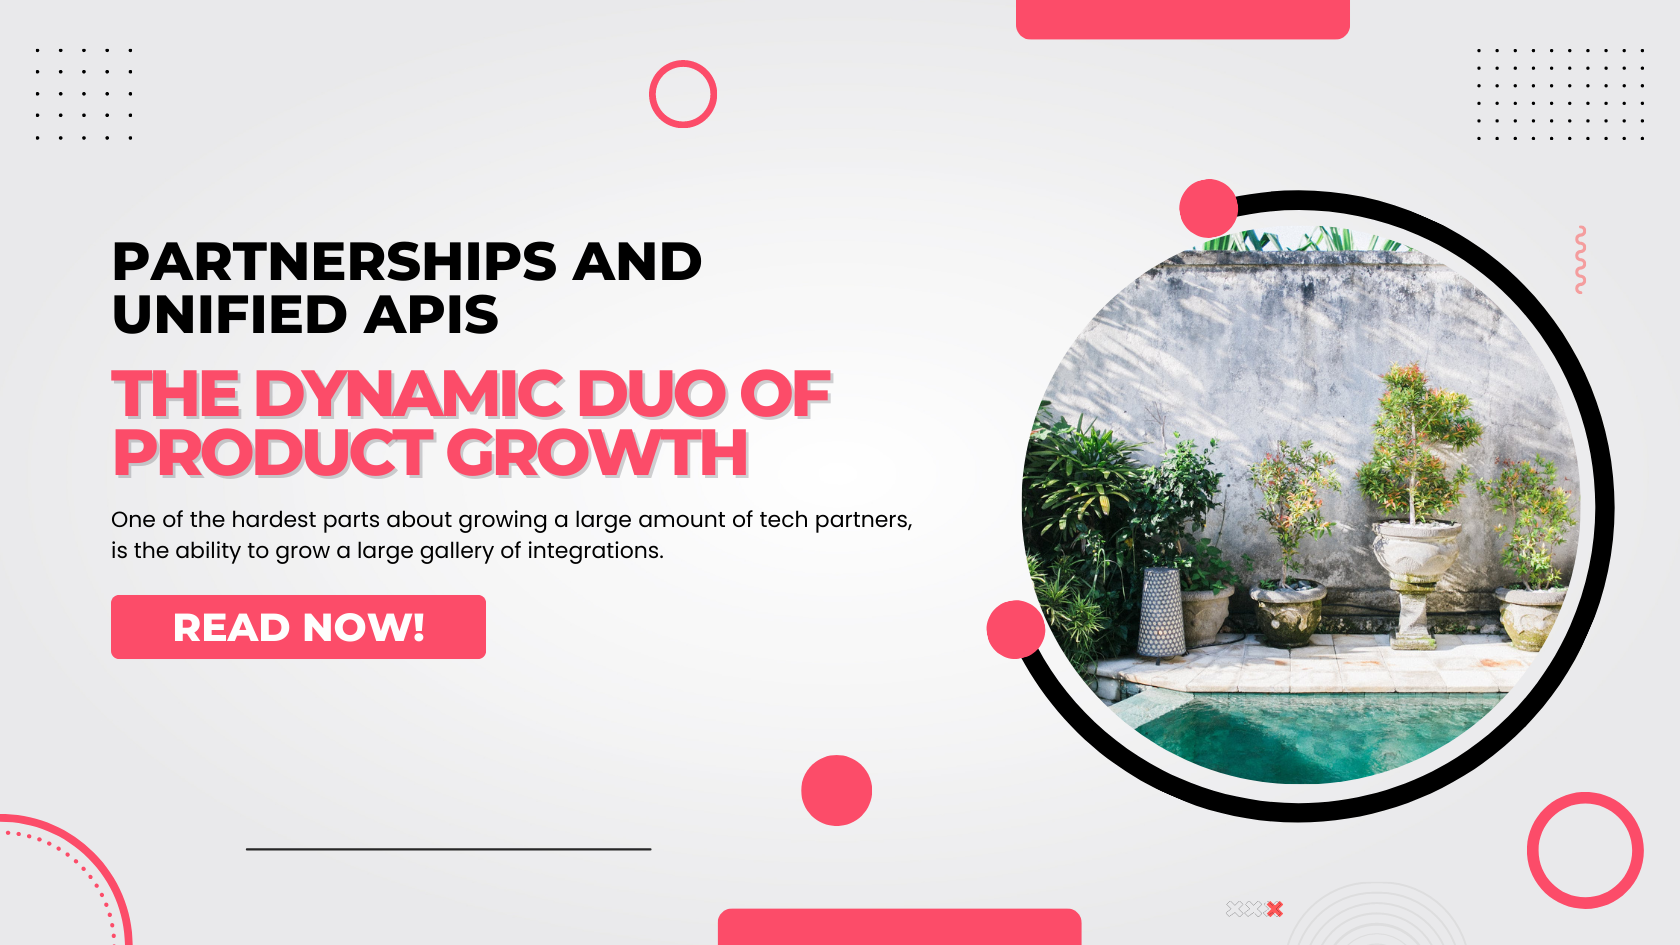 PARTNERSHIPS AND
UNIFIED APIS
THE DYNAMIC DUO OF
PRODUCT GROWTH
One of the hardest parts about growing a large amount of tech partners,
is the ability to grow a large gallery of integrations.
READ NOW!